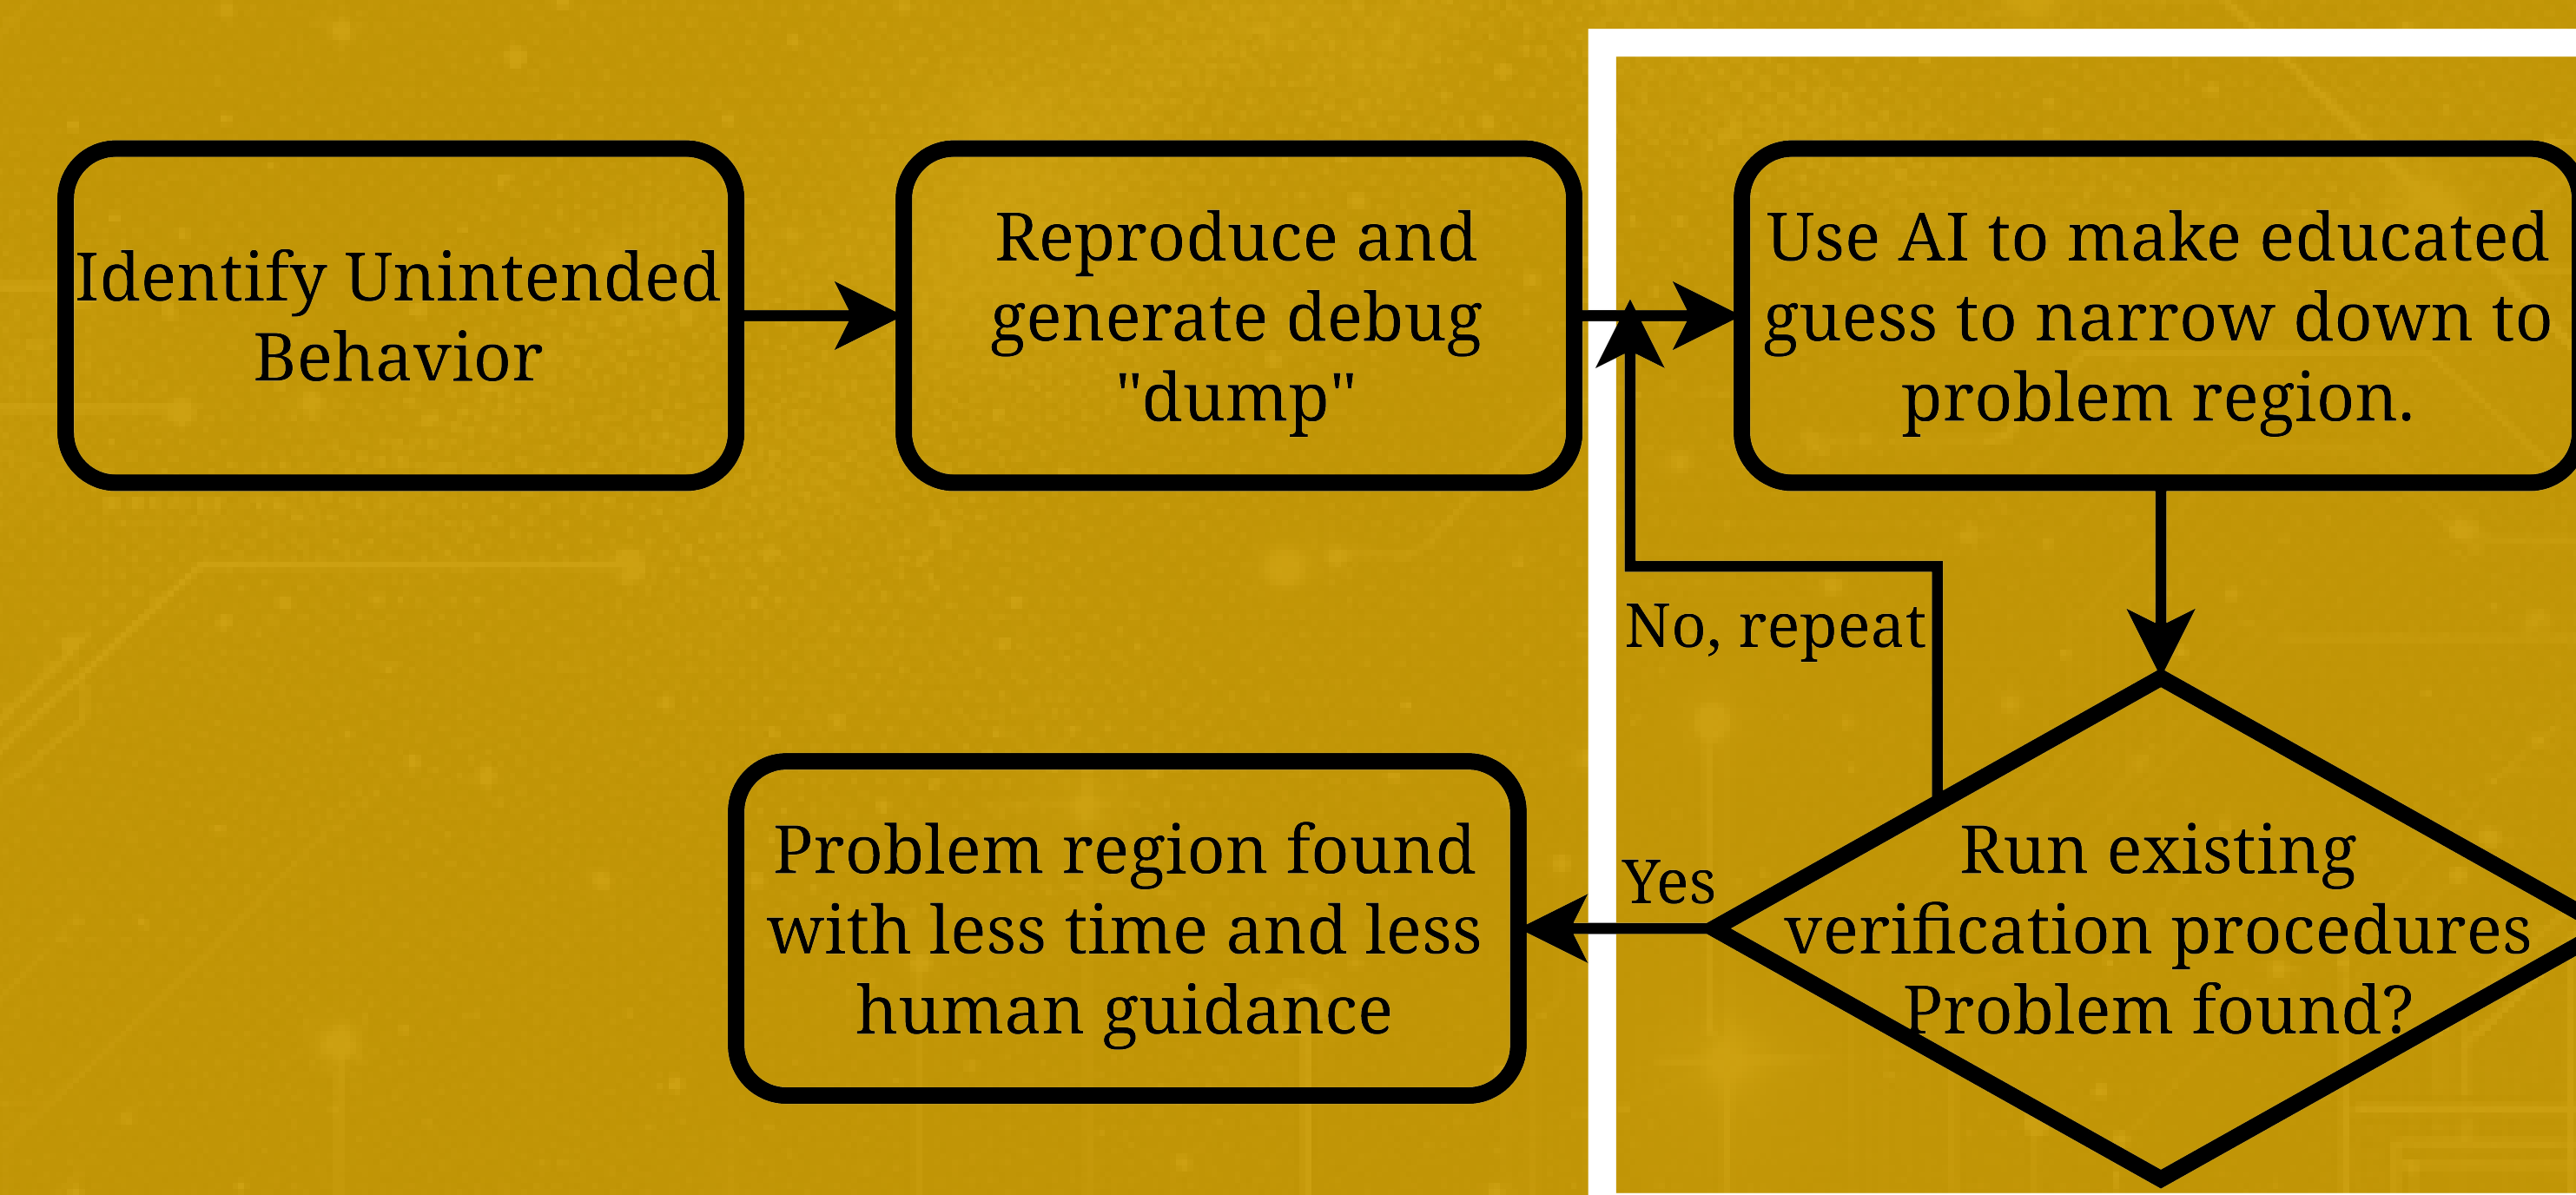 Identify Unintended
Behavior
Reproduce and
generate debug
"dump"
Use AI to make educated
guess to narrow down to
problem region.
No, repeat
Yes
Run existing
verification procedures
Problem found?
Problem region found
with less time and less
human guidance